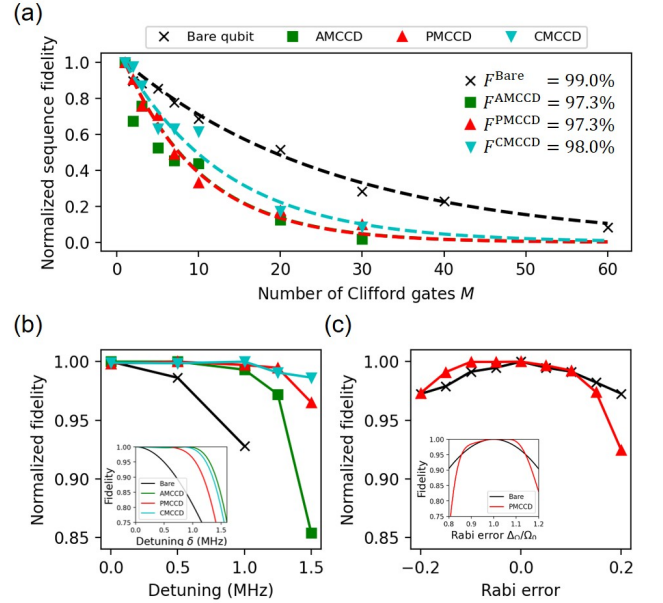 (a)
Bare qubit AMCCD PMCCD CMCCD
Normalized sequence fidelity
1.0
0.8
0.6
0.4
0.2
0.0
F^Bare = 99.0%
F^AMCCD = 97.3%
F^PMCCD = 97.3%
F^CMCCD = 98.0%
0 10 20 30 40 50 60
Number of Clifford gates M
(b)
Normalized fidelity
1.00
0.95
0.90
0.85
Fidelity
1.00
0.95
0.90
0.85
0.80
0.75
Bare
AMCCD
PMCCD
CMCCD
0.0 0.5 1.0 1.5
Detuning δ (MHz)
0.0 0.5 1.0 1.5
Detuning (MHz)
(c)
Normalized fidelity
1.00
0.95
0.90
0.85
Fidelity
1.00
0.95
0.90
0.85
0.80
0.75
Bare
PMCCD
0.8 0.9 1.0 1.1 1.2
Rabi error Δ_Ω/Ω_0
−0.2 0.0 0.2
Rabi error